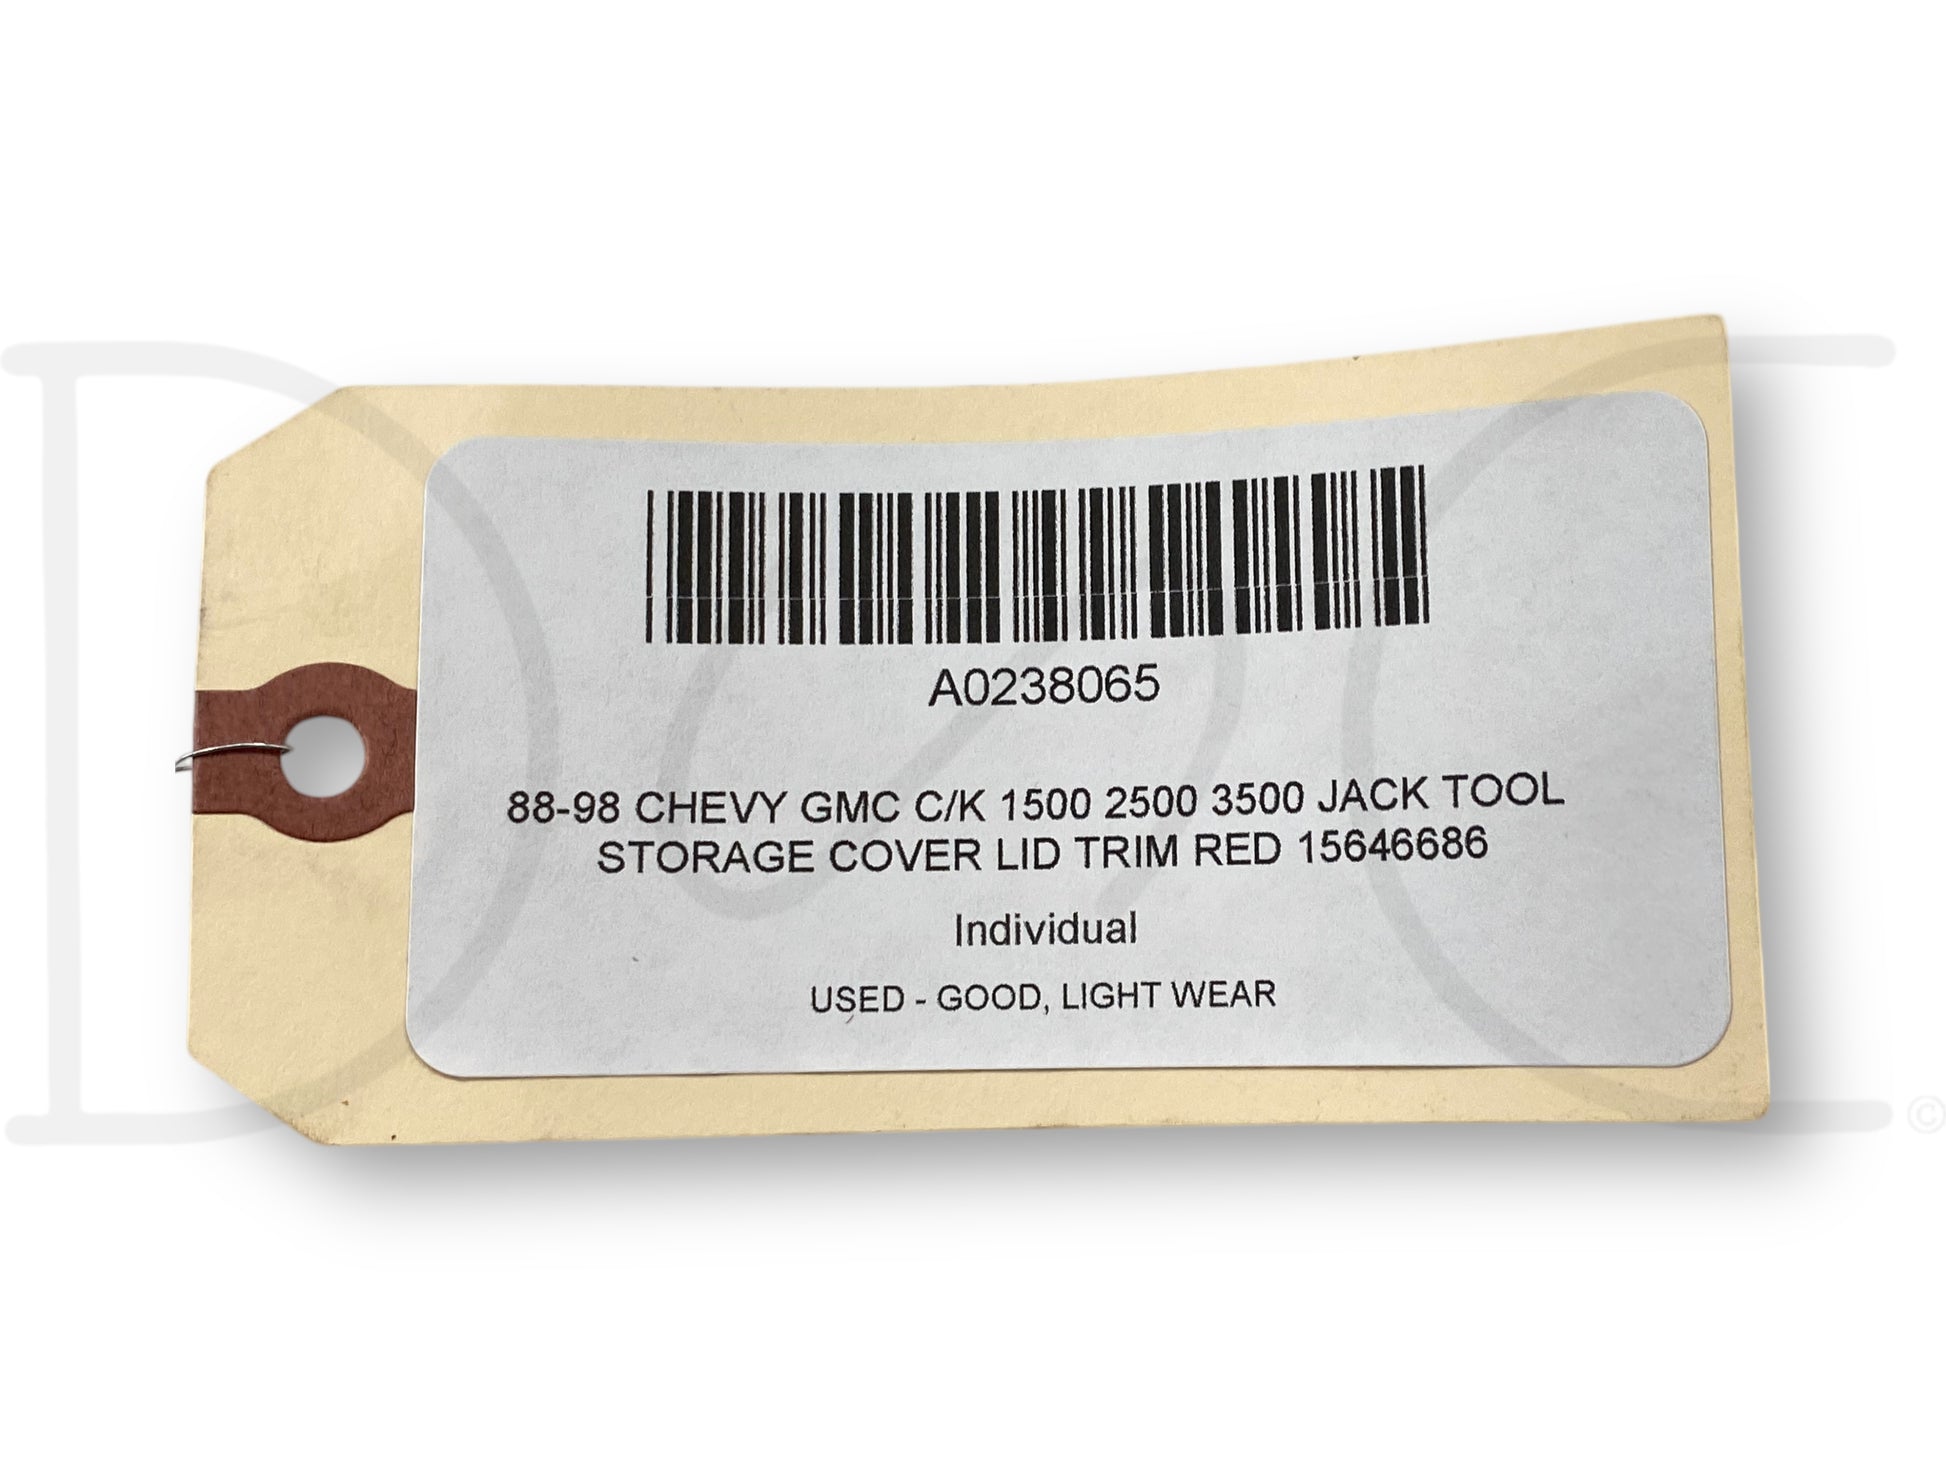 A0238065
88-98 CHEVY GMC C/K 1500 2500 3500 JACK TOOL
STORAGE COVER LID TRIM RED 15646686
Individual
USED - GOOD, LIGHT WEAR
©